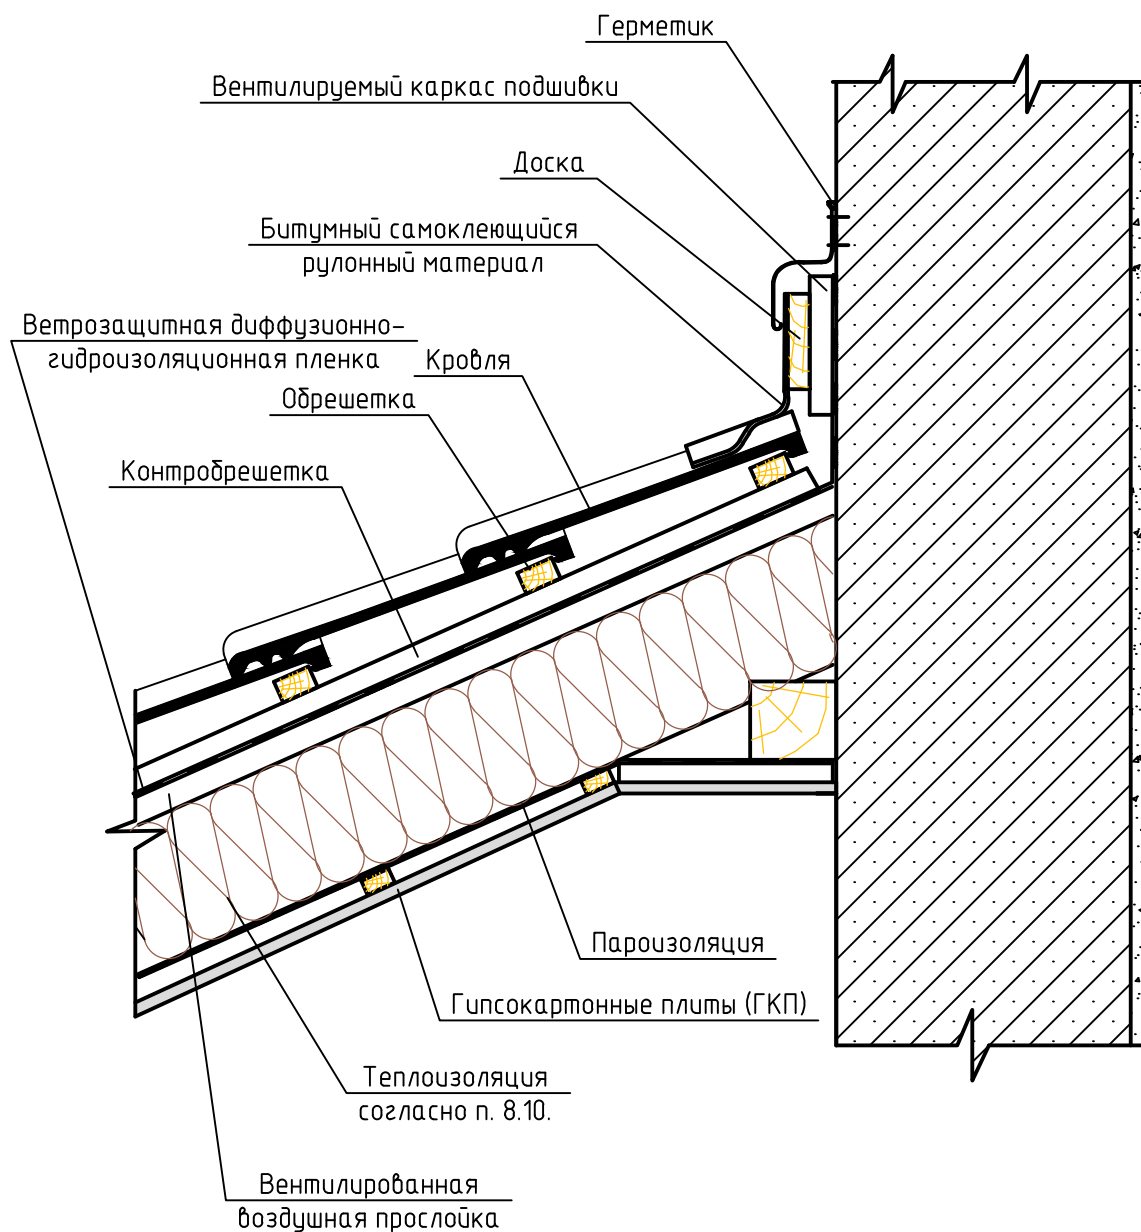 Герметик
Вентилируемый каркас подшивки
Доска
Битумный самоклеющийся
рулонный материал
Ветрозащитная диффузионно-
гидроизоляционная пленка
Кровля
Обрешетка
Контробрешетка
Пароизоляция
Гипсокартонные плиты (ГКП)
Теплоизоляция
согласно п. 8.10.
Вентилированная
воздушная прослойка